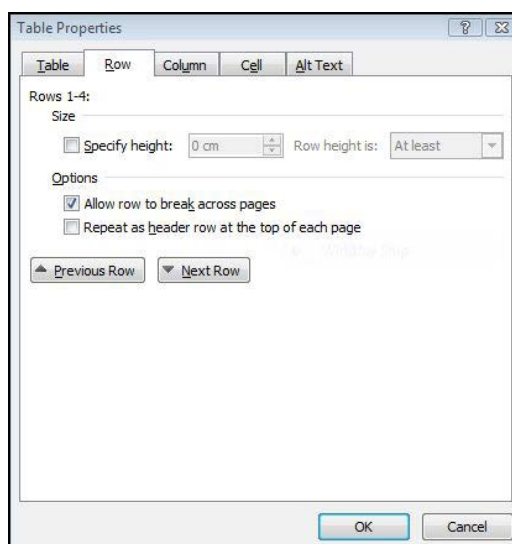 Table Properties
Table Row Column Cell Alt Text
Rows 1-4:
Size
Specify height: 0 cm Row height is: At least
Options
Allow row to break across pages
Repeat as header row at the top of each page
Previous Row Next Row
OK Cancel